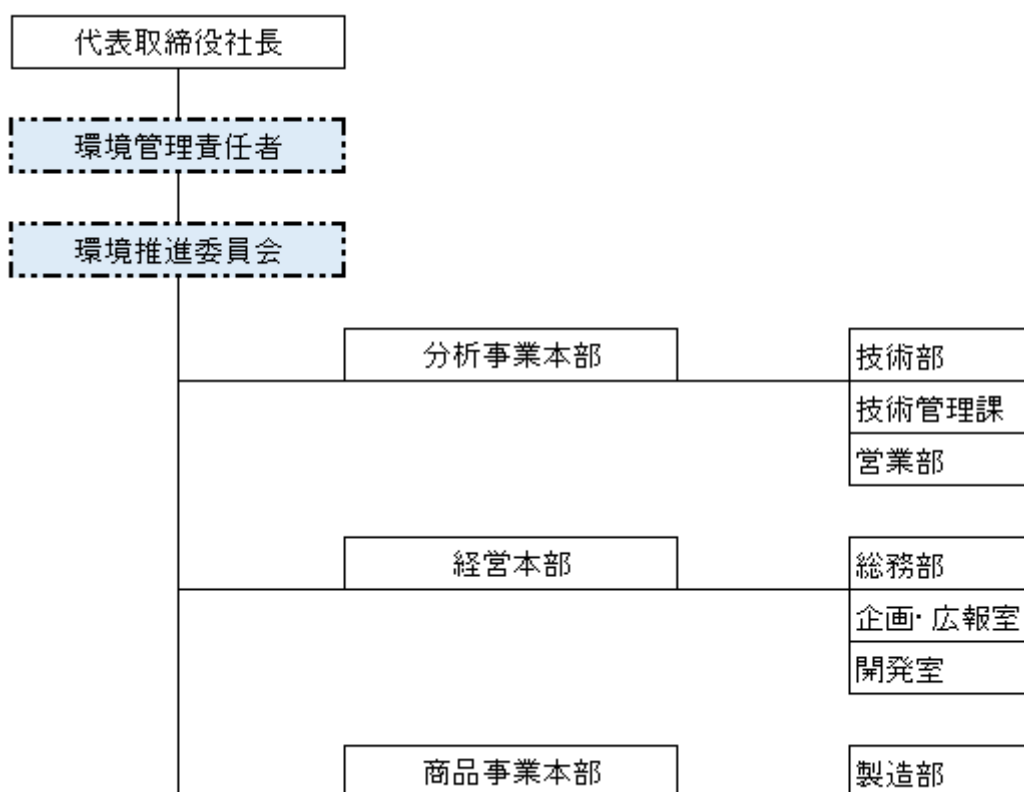 代表取締役社長
環境管理責任者
環境推進委員会
分析事業本部
技術部
技術管理課
営業部
経営本部
総務部
企画・広報室
開発室
商品事業本部
製造部